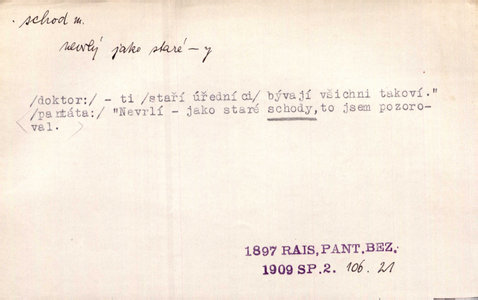 schod m.
nevrlý jako staré – y
/doktor:/ - ti /staří úředníci/ bývají všichni takoví."
/pantáta:/ "Nevrlí - jako staré schody, to jsem pozoro-
val.
1897 RAIS, PANT. BEZ.
1909 SP. 2. 106. 21